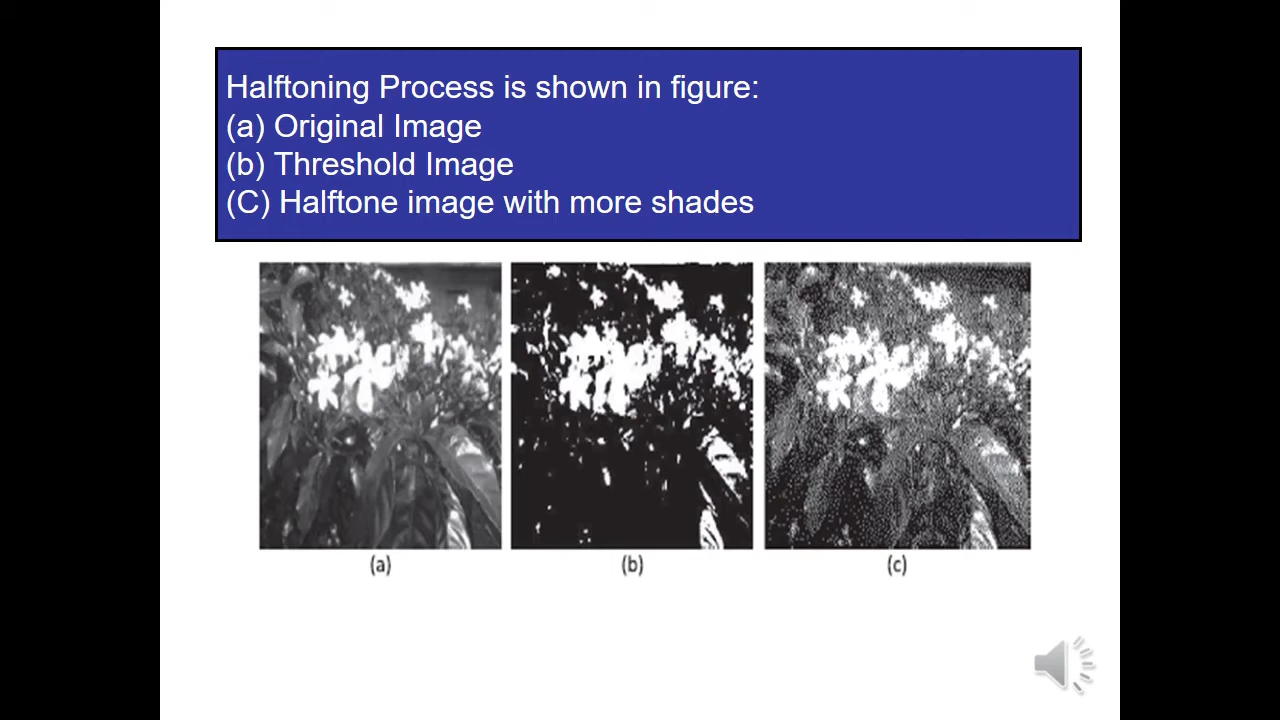 Halftoning Process is shown in figure:
(a) Original Image
(b) Threshold Image
(C) Halftone image with more shades
(a) (b) (c)